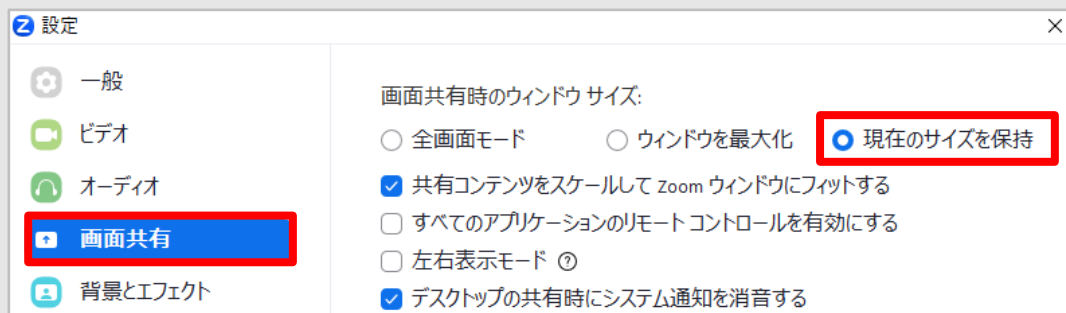 設定
一般
ビデオ
オーディオ
画面共有
背景とエフェクト
画面共有時のウィンドウ サイズ:
全画面モード ウィンドウを最大化 現在のサイズを保持
共有コンテンツをスケールして Zoom ウィンドウにフィットする
すべてのアプリケーションのリモート コントロールを有効にする
左右表示モード
デスクトップの共有時にシステム通知を消音する